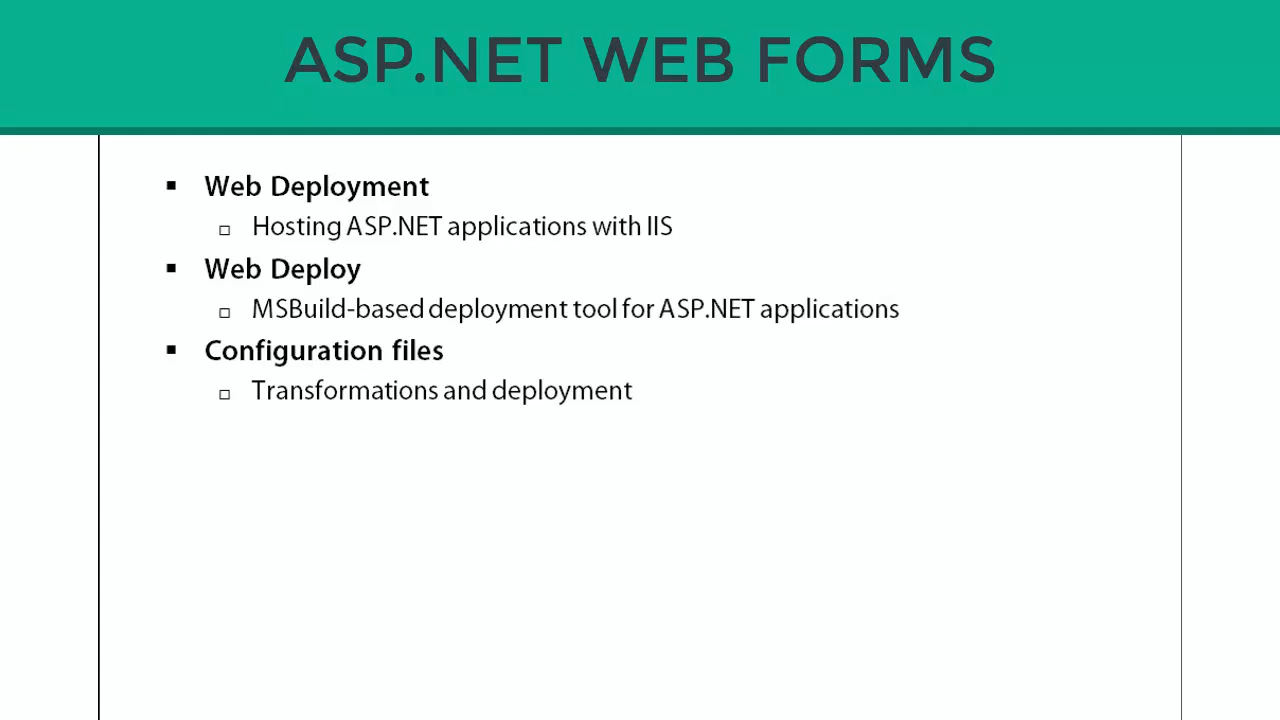 ASP.NET WEB FORMS
▪ Web Deployment
▫ Hosting ASP.NET applications with IIS
▪ Web Deploy
▫ MSBuild-based deployment tool for ASP.NET applications
▪ Configuration files
▫ Transformations and deployment